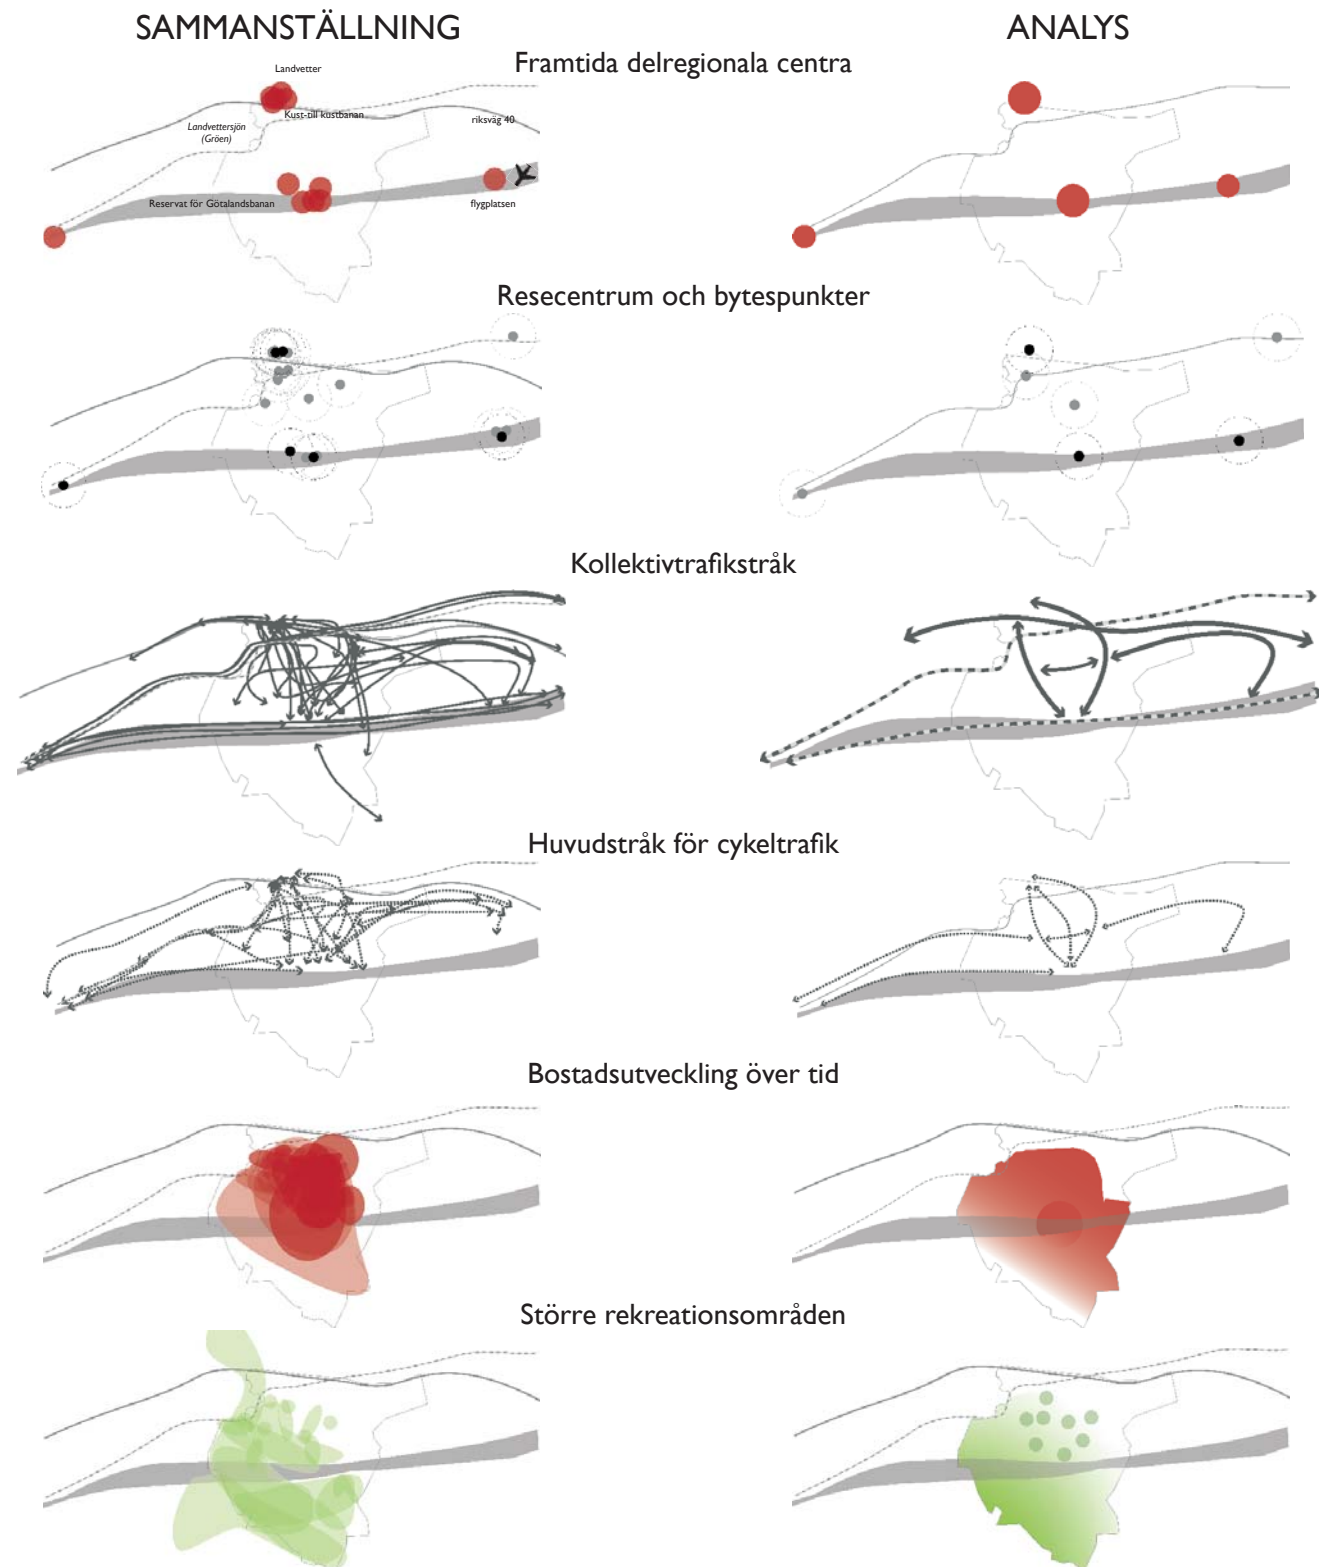 SAMMANSTÄLLNING
ANALYS
Framtida delregionala centra
Landvetter
Kust-till kustbanan
riksväg 40
Landvettersjön
(Gröen)
Reservat för Götalandsbanan
flygplatsen
Resecentrum och bytespunkter
Kollektivtrafikstråk
Huvudstråk för cykeltrafik
Bostadsutveckling över tid
Större rekreationsområden